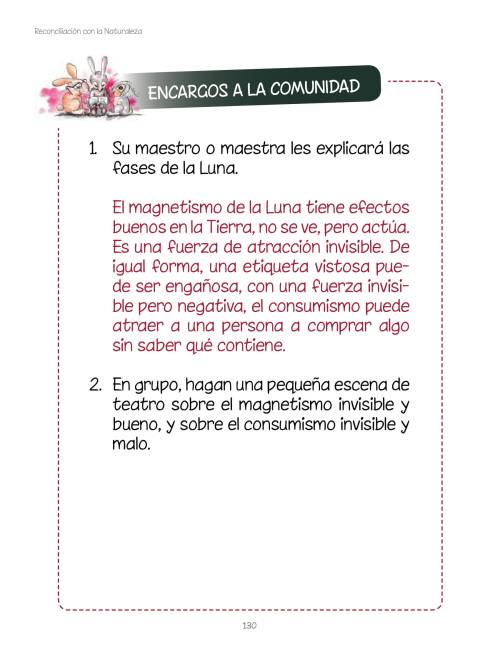 Reconciliación con la Naturaleza
ENCARGOS A LA COMUNIDAD
1. Su maestro o maestra les explicará las
fases de la Luna.
El magnetismo de la Luna tiene efectos
buenos en la Tierra, no se ve, pero actúa.
Es una fuerza de atracción invisible. De
igual forma, una etiqueta vistosa pue-
de ser engañosa, con una fuerza invisi-
ble pero negativa, el consumismo puede
atraer a una persona a comprar algo
sin saber qué contiene.
2. En grupo, hagan una pequeña escena de
teatro sobre el magnetismo invisible y
bueno, y sobre el consumismo invisible y
malo.
130